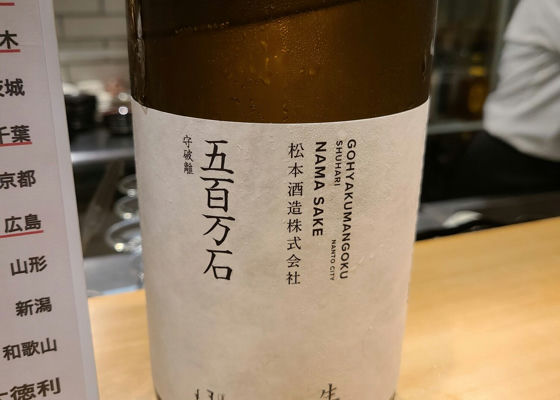 木
茨城
千葉
京都
広島
山形
新潟
和歌山
徳利
GOHYAKUMANGOKU
SHUHARI
NAMA SAKE
NANTO CITY
松本酒造株式会社
五百万石
守破離
生